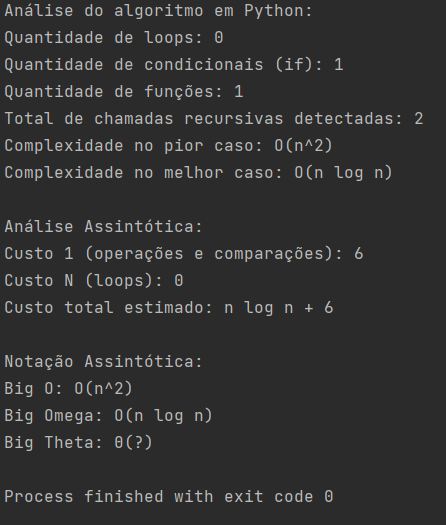 Análise do algoritmo em Python:
Quantidade de loops: 0
Quantidade de condicionais (if): 1
Quantidade de funções: 1
Total de chamadas recursivas detectadas: 2
Complexidade no pior caso: O(n^2)
Complexidade no melhor caso: O(n log n)
Análise Assintótica:
Custo 1 (operações e comparações): 6
Custo N (loops): 0
Custo total estimado: n log n + 6
Notação Assintótica:
Big O: O(n^2)
Big Omega: O(n log n)
Big Theta: Θ(?)
Process finished with exit code 0